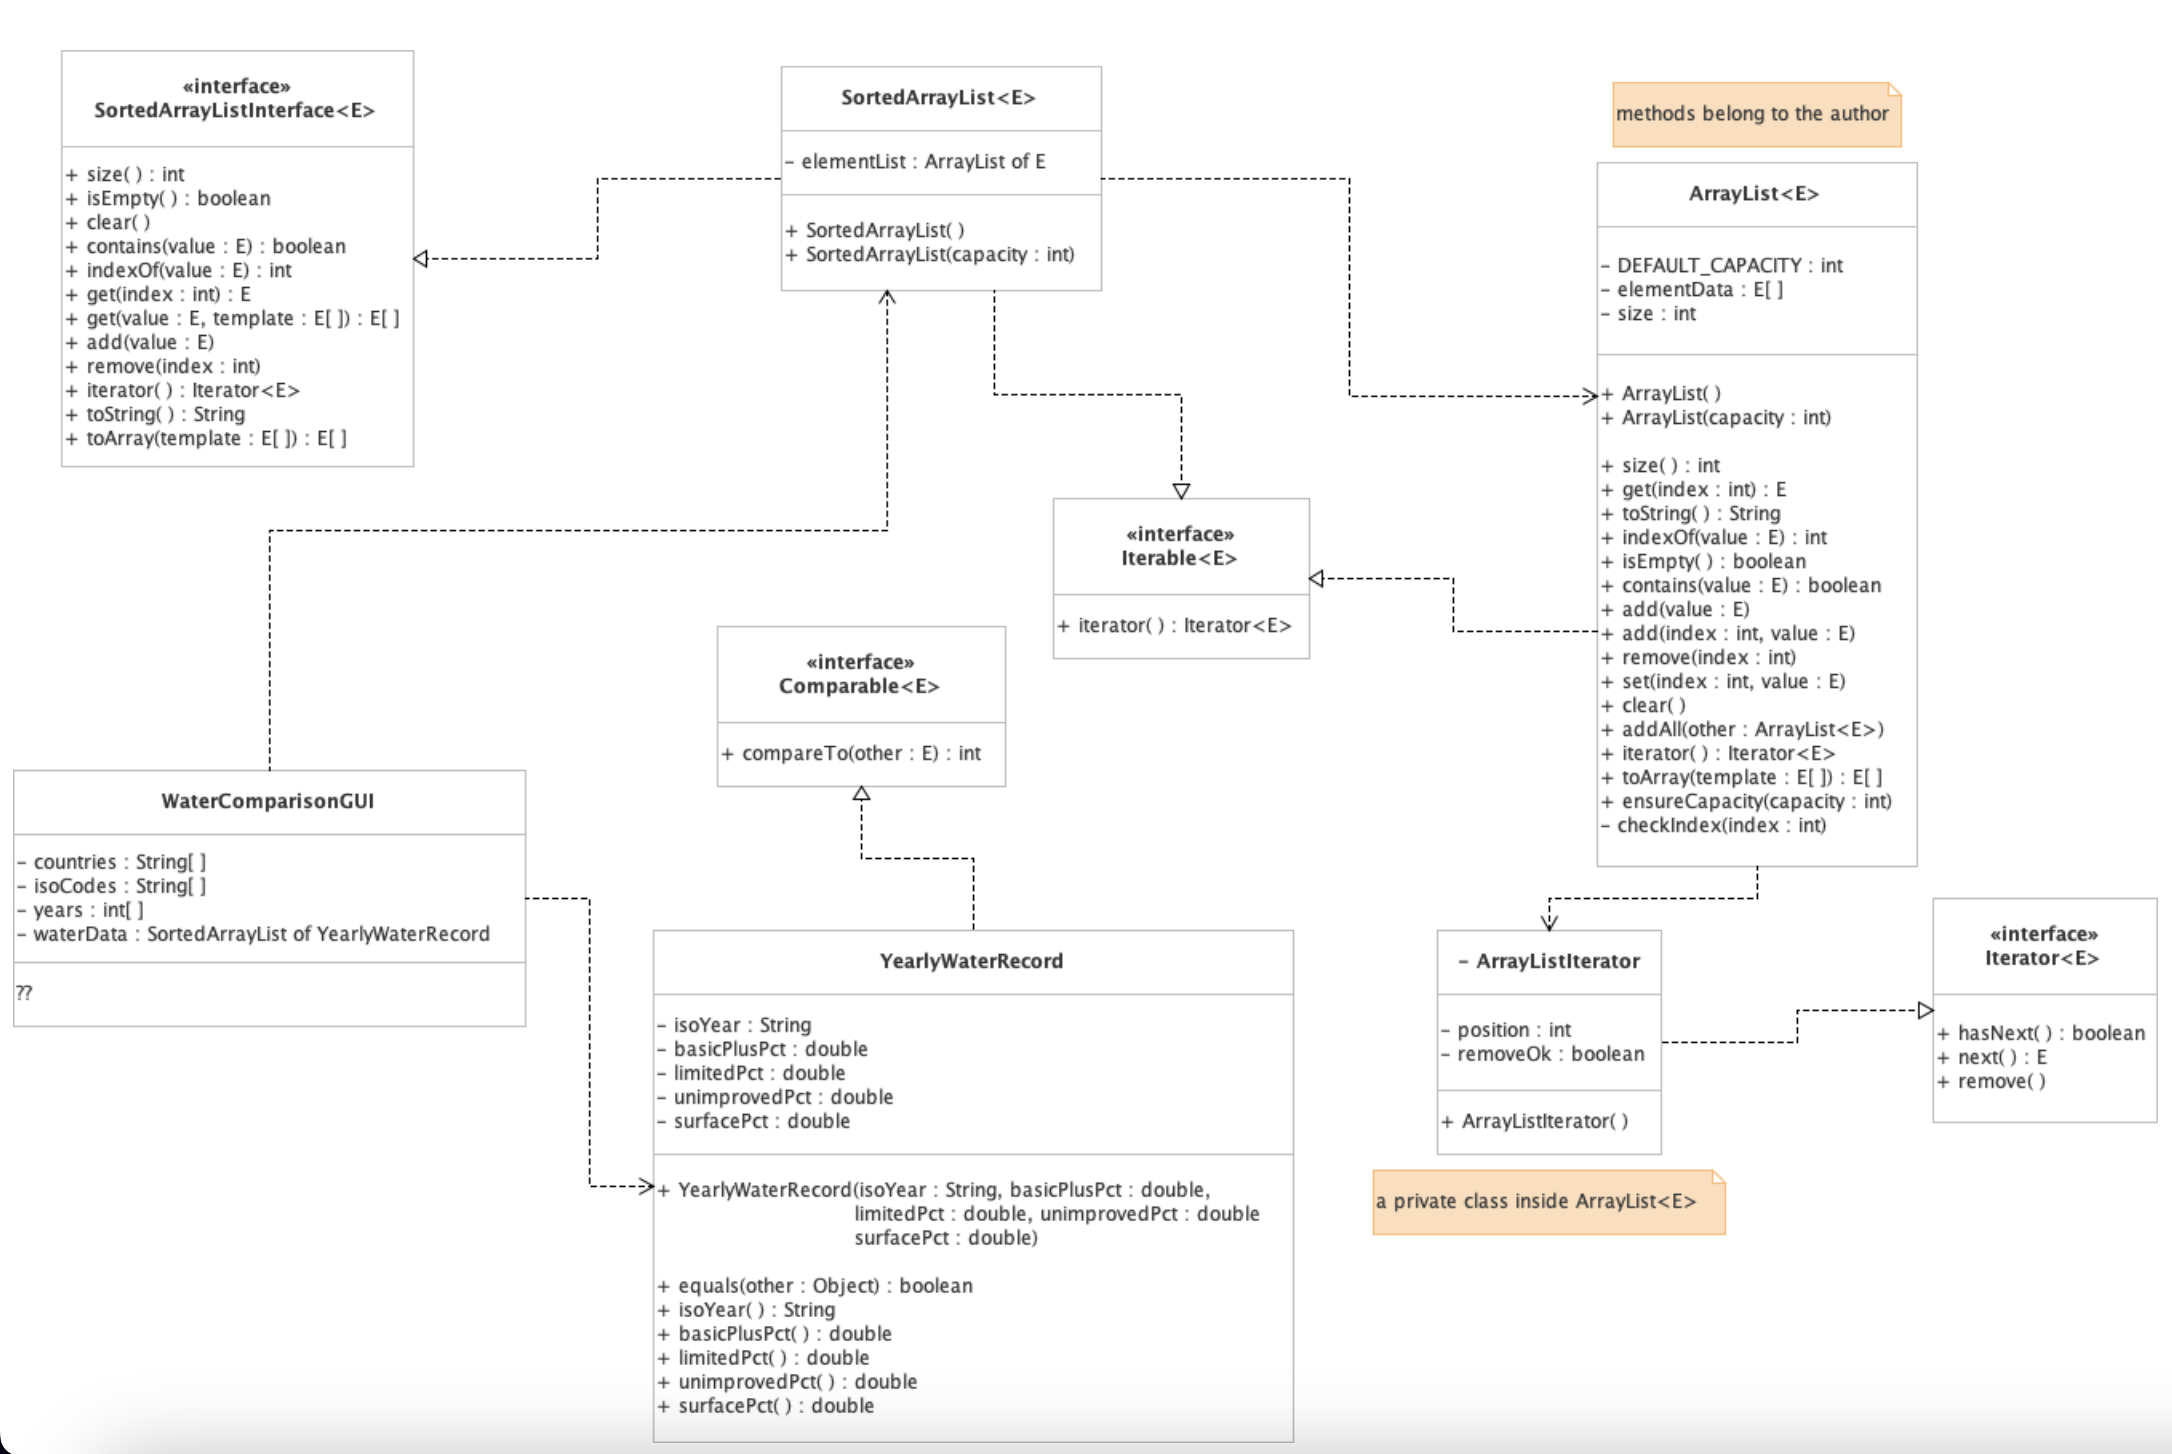 «interface»
SortedArrayListInterface<E>
+ size( ) : int
+ isEmpty( ) : boolean
+ clear( )
+ contains(value : E) : boolean
+ indexOf(value : E) : int
+ get(index : int) : E
+ get(value : E, template : E[ ]) : E[ ]
+ add(value : E)
+ remove(index : int)
+ iterator( ) : Iterator<E>
+ toString( ) : String
+ toArray(template : E[ ]) : E[ ]
SortedArrayList<E>
- elementList : ArrayList of E
+ SortedArrayList( )
+ SortedArrayList(capacity : int)
methods belong to the author
ArrayList<E>
- DEFAULT_CAPACITY : int
- elementData : E[ ]
- size : int
+ ArrayList( )
+ ArrayList(capacity : int)
+ size( ) : int
+ get(index : int) : E
+ toString( ) : String
+ indexOf(value : E) : int
+ isEmpty( ) : boolean
+ contains(value : E) : boolean
+ add(value : E)
+ add(index : int, value : E)
+ remove(index : int)
+ set(index : int, value : E)
+ clear( )
+ addAll(other : ArrayList<E>)
+ iterator( ) : Iterator<E>
+ toArray(template : E[ ]) : E[ ]
+ ensureCapacity(capacity : int)
- checkIndex(index : int)
«interface»
Iterable<E>
+ iterator( ) : Iterator<E>
«interface»
Comparable<E>
+ compareTo(other : E) : int
WaterComparisonGUI
- countries : String[ ]
- isoCodes : String[ ]
- years : int[ ]
- waterData : SortedArrayList of YearlyWaterRecord
??
YearlyWaterRecord
- isoYear : String
- basicPlusPct : double
- limitedPct : double
- unimprovedPct : double
- surfacePct : double
+ YearlyWaterRecord(isoYear : String, basicPlusPct : double,
limitedPct : double, unimprovedPct : double
surfacePct : double)
+ equals(other : Object) : boolean
+ isoYear( ) : String
+ basicPlusPct( ) : double
+ limitedPct( ) : double
+ unimprovedPct( ) : double
+ surfacePct( ) : double
- ArrayListIterator
- position : int
- removeOk : boolean
+ ArrayListIterator( )
a private class inside ArrayList<E>
«interface»
Iterator<E>
+ hasNext( ) : boolean
+ next( ) : E
+ remove( )